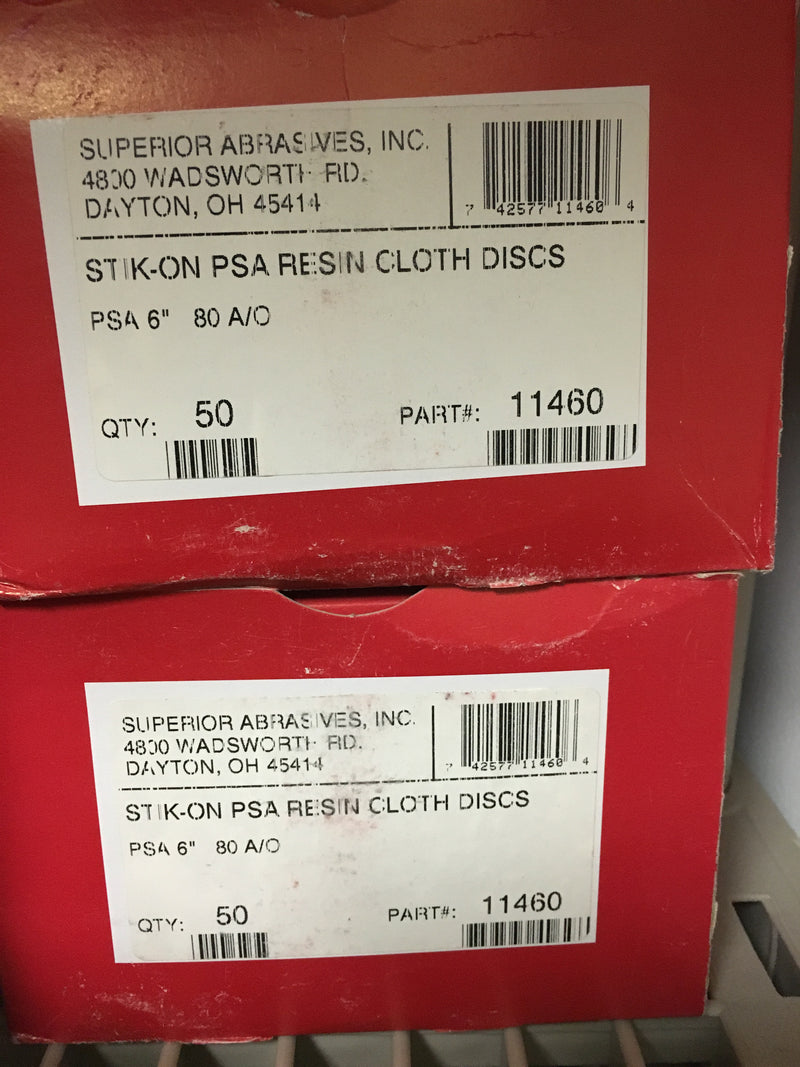 SUPERIOR ABRASIVES, INC.
4800 WADSWORTH RD.
DAYTON, OH 45414
7 42577 11460 4
STIK-ON PSA RESIN CLOTH DISCS
PSA 6" 80 A/O
QTY: 50 PART#: 11460
SUPERIOR ABRASIVES, INC.
4800 WADSWORTH RD.
DAYTON, OH 45414
7 42577 11460 4
STIK-ON PSA RESIN CLOTH DISCS
PSA 6" 80 A/O
QTY: 50 PART#: 11460